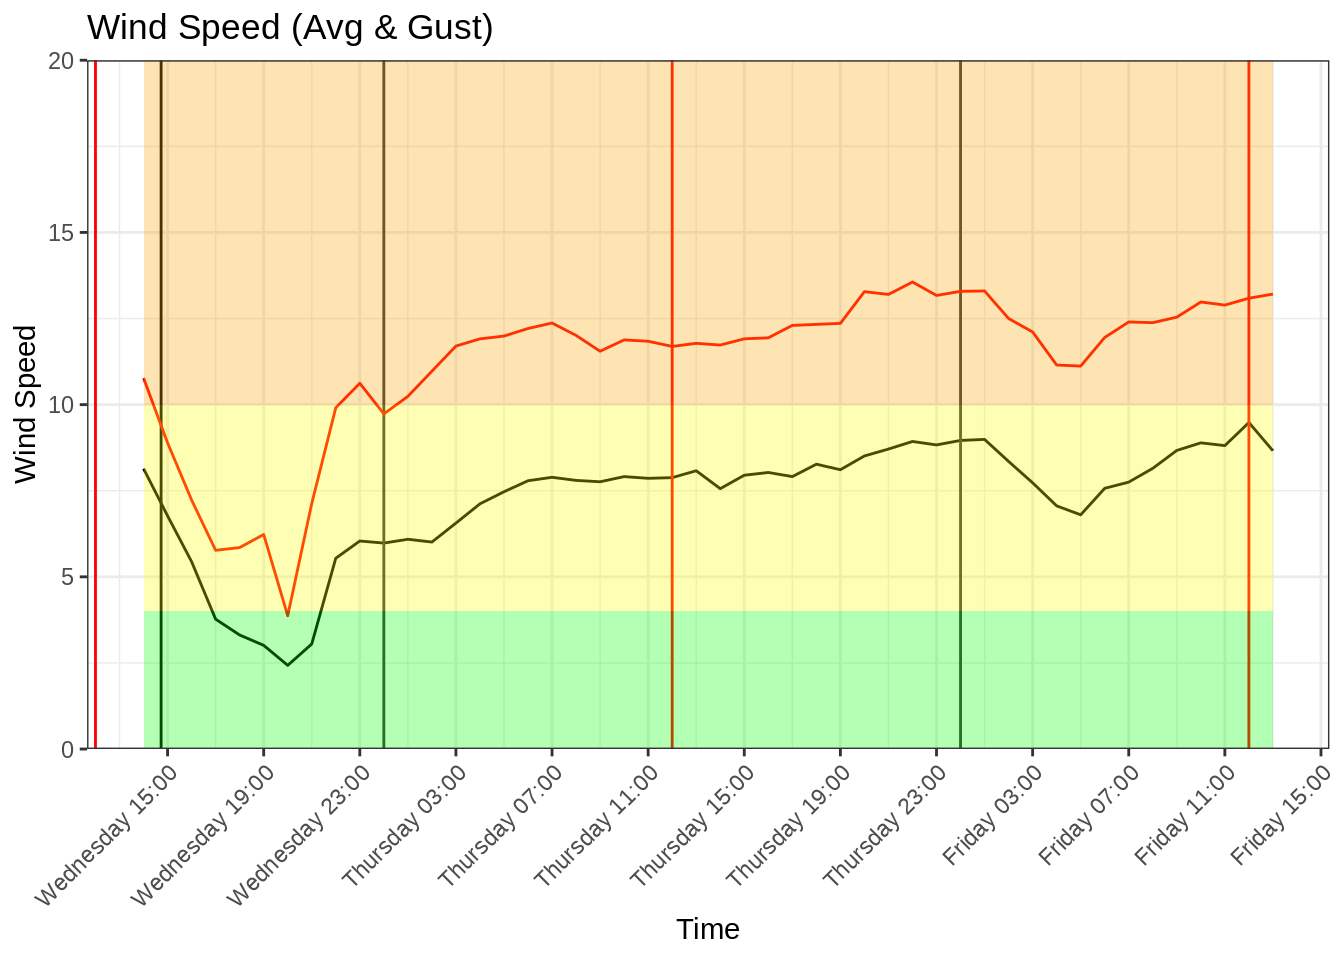 Wind Speed (Avg & Gust)
20
15
10
5
0
Wind Speed
Wednesday 15:00
Wednesday 19:00
Wednesday 23:00
Thursday 03:00
Thursday 07:00
Thursday 11:00
Thursday 15:00
Thursday 19:00
Thursday 23:00
Friday 03:00
Friday 07:00
Friday 11:00
Friday 15:00
Time